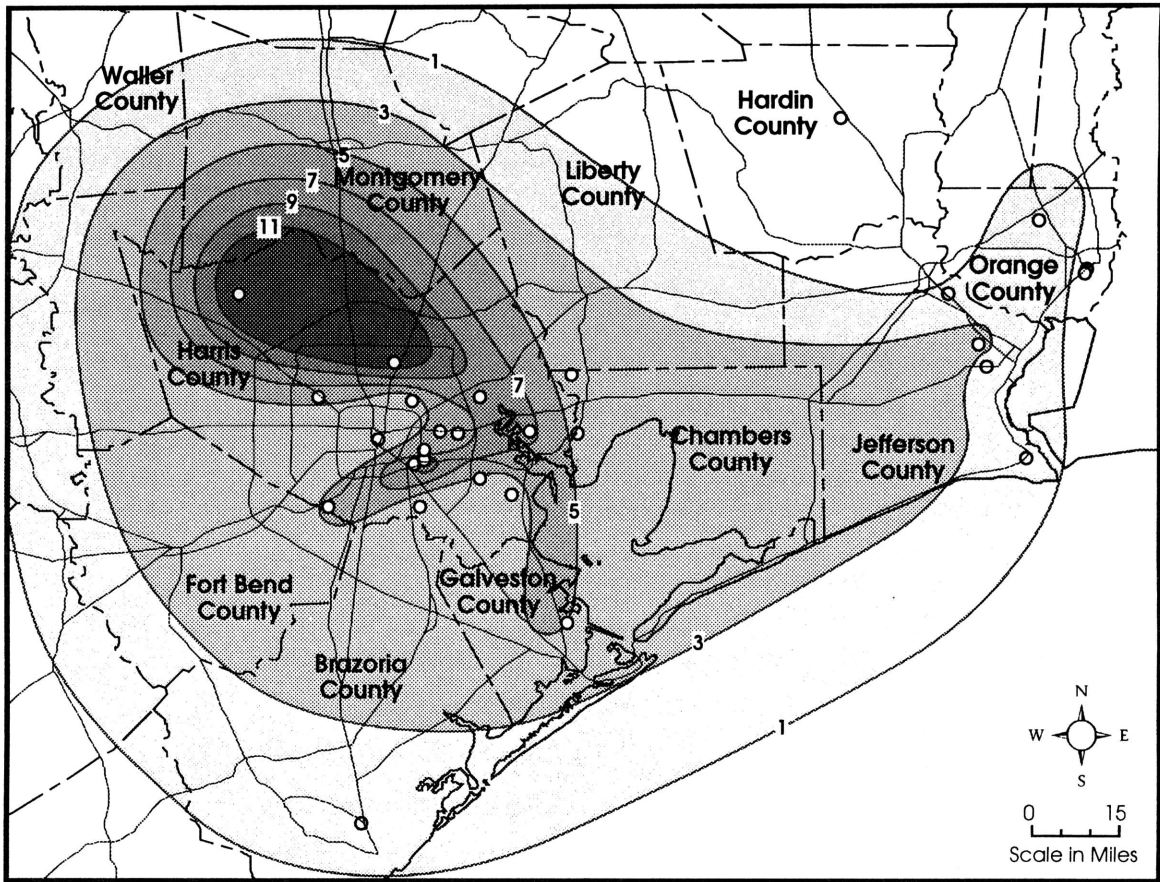 1
Waller
County
3
Hardin
County
5
Montgomery
County
Liberty
County
7
9
11
Orange
County
Harris
County
7
Chambers
County
Jefferson
County
5
Fort Bend
County
Galveston
County
3
Brazoria
County
1
N
W
E
S
0 15
Scale in Miles